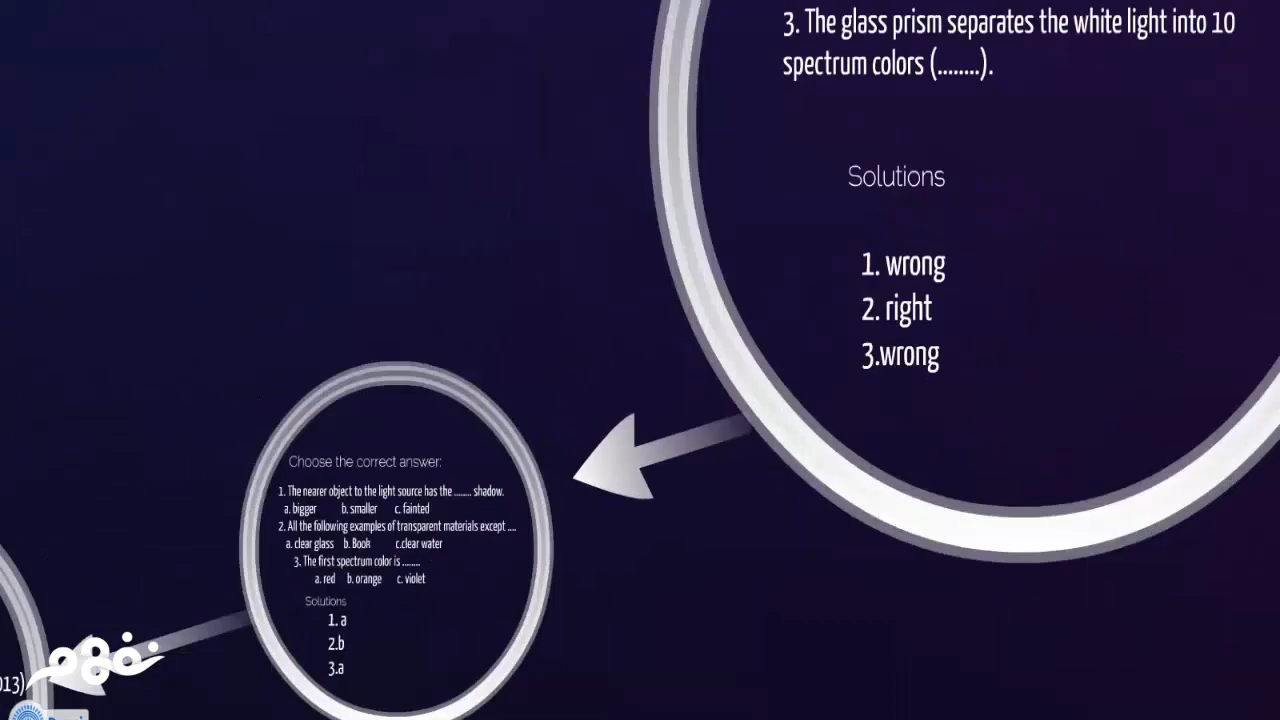 3. The glass prism separates the white light into 10
spectrum colors (........).
Solutions
1. wrong
2. right
3.wrong
Choose the correct answer:
1. The nearer object to the light source has the ........ shadow.
a. bigger b. smaller c. fainted
2. All the following examples of transparent materials except ....
a. clear glass b. Book c.clear water
3. The first spectrum color is ........
a. red b. orange c. violet
Solutions
1. a
2.b
3.a
013)
نفهم